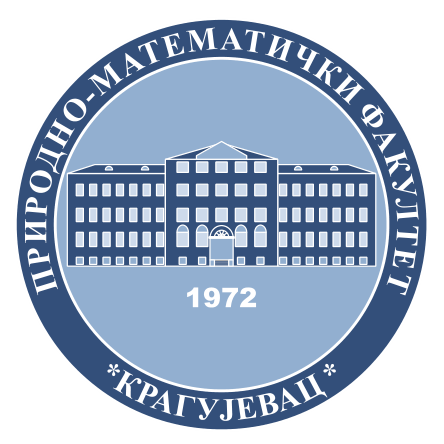 ПРИРОДНО-МАТЕМАТИЧКИ ФАКУЛТЕТ
1972
*КРАГУЈЕВАЦ*